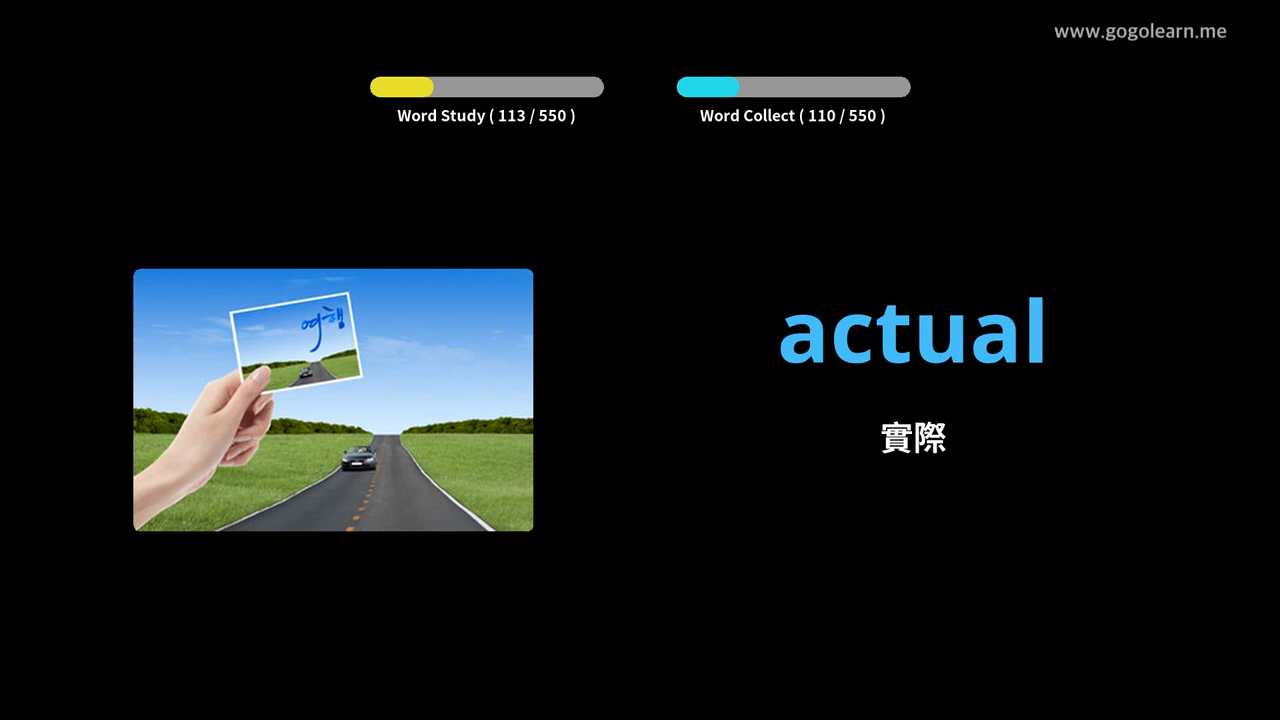 www.gogolearn.me
Word Study ( 113 / 550 )
Word Collect ( 110 / 550 )
여행
actual
實際